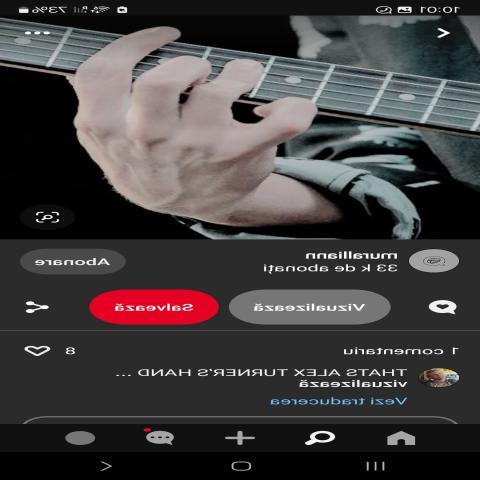 10:01
73%
muralliann
33 k de abonați
Abonare
Vizualizează
Salvează
1 comentariu
8
THATS ALEX TURNER'S HAND ...
vizualizează
Vezi traducerea